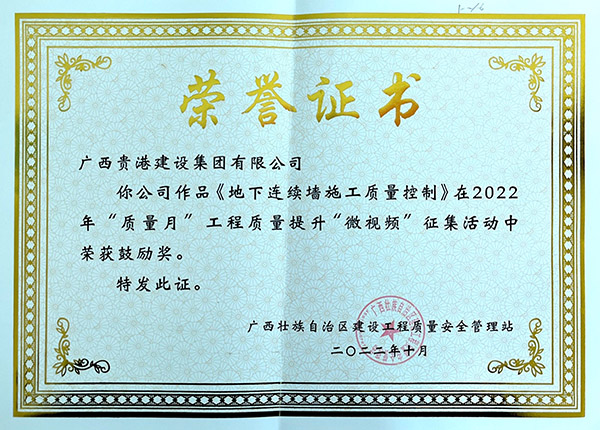 荣誉证书
广西贵港建设集团有限公司
你公司作品《地下连续墙施工质量控制》在2022
年“质量月”工程质量提升“微视频”征集活动中
荣获鼓励奖。
特发此证。
广西壮族自治区建设工程质量安全管理站
二〇二二年十月